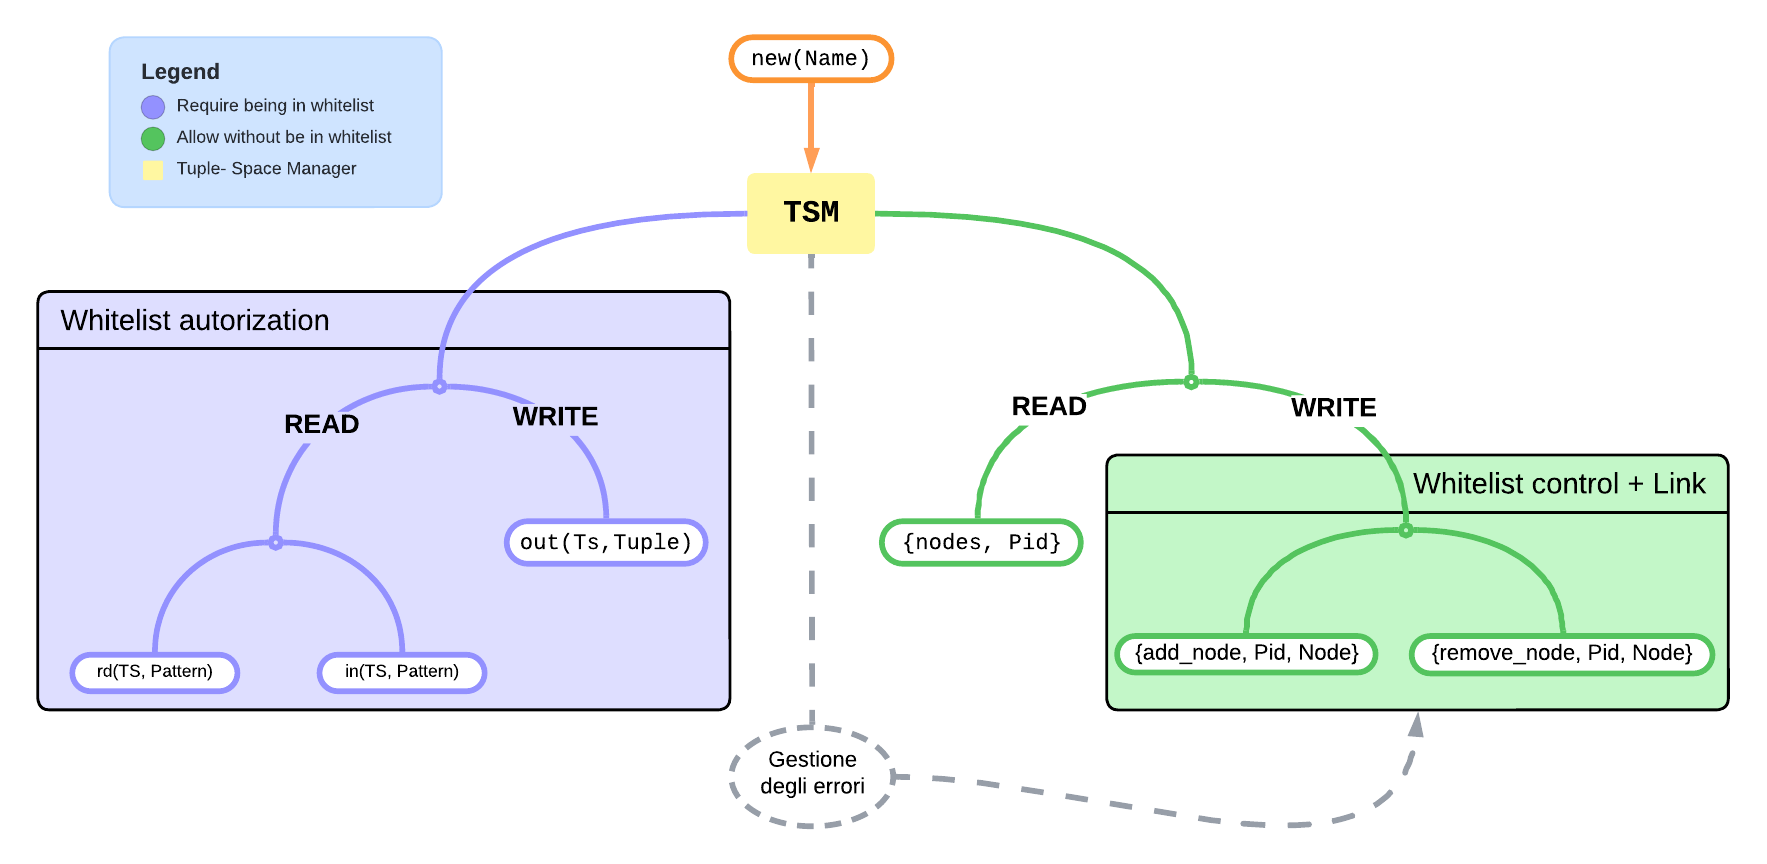 new(Name)
Legend
Require being in whitelist
Allow without be in whitelist
Tuple- Space Manager
TSM
Whitelist autorization
READ
WRITE
out(Ts,Tuple)
rd(TS, Pattern)
in(TS, Pattern)
READ
WRITE
{nodes, Pid}
Whitelist control + Link
{add_node, Pid, Node}
{remove_node, Pid, Node}
Gestione
degli errori